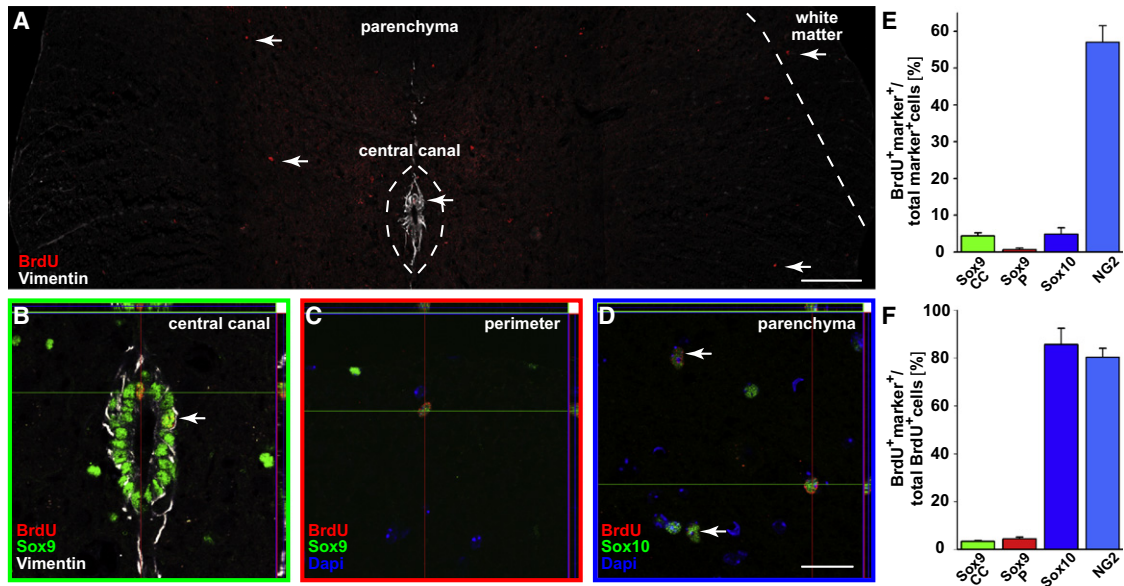 A
parenchyma
white
matter
central canal
BrdU
Vimentin
B
central canal
BrdU
Sox9
Vimentin
C
perimeter
BrdU
Sox9
Dapi
D
parenchyma
BrdU
Sox10
Dapi
E
BrdU+marker+/
total marker+cells [%]
60
50
40
30
20
10
0
Sox9
CC
Sox9
P
Sox10
NG2
F
BrdU+marker+/
total BrdU+cells [%]
100
80
60
40
20
0
Sox9
CC
Sox9
P
Sox10
NG2